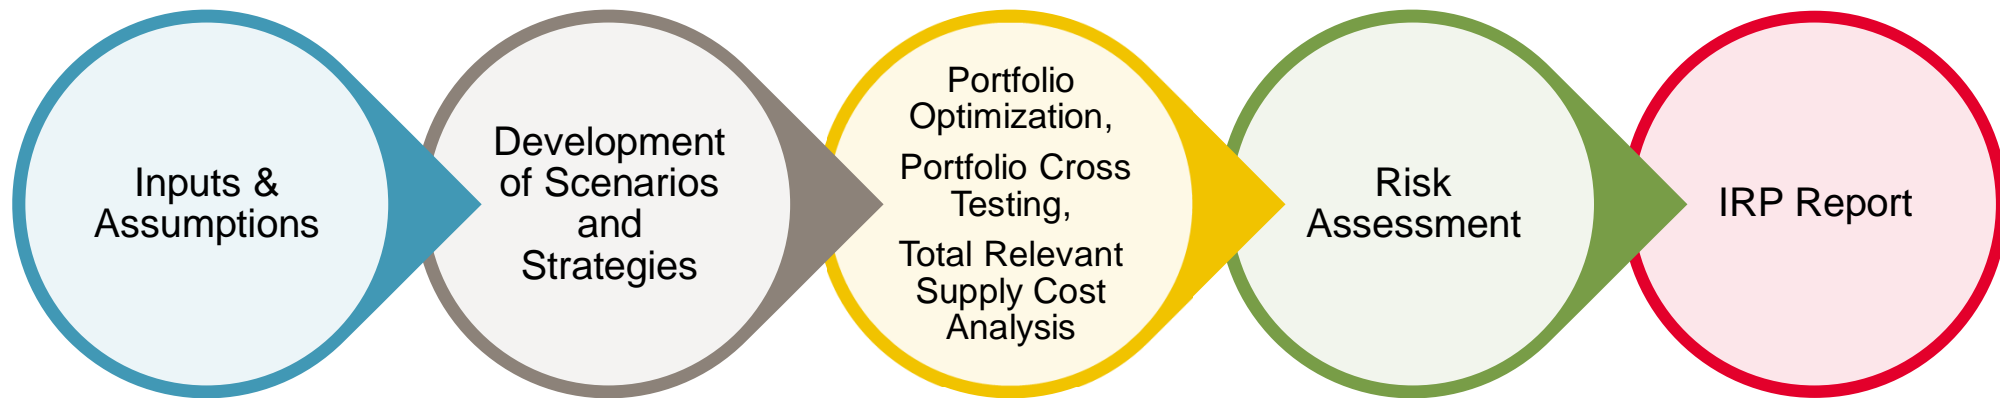 Inputs &
Assumptions
Development
of Scenarios
and
Strategies
Portfolio
Optimization,
Portfolio Cross
Testing,
Total Relevant
Supply Cost
Analysis
Risk
Assessment
IRP Report